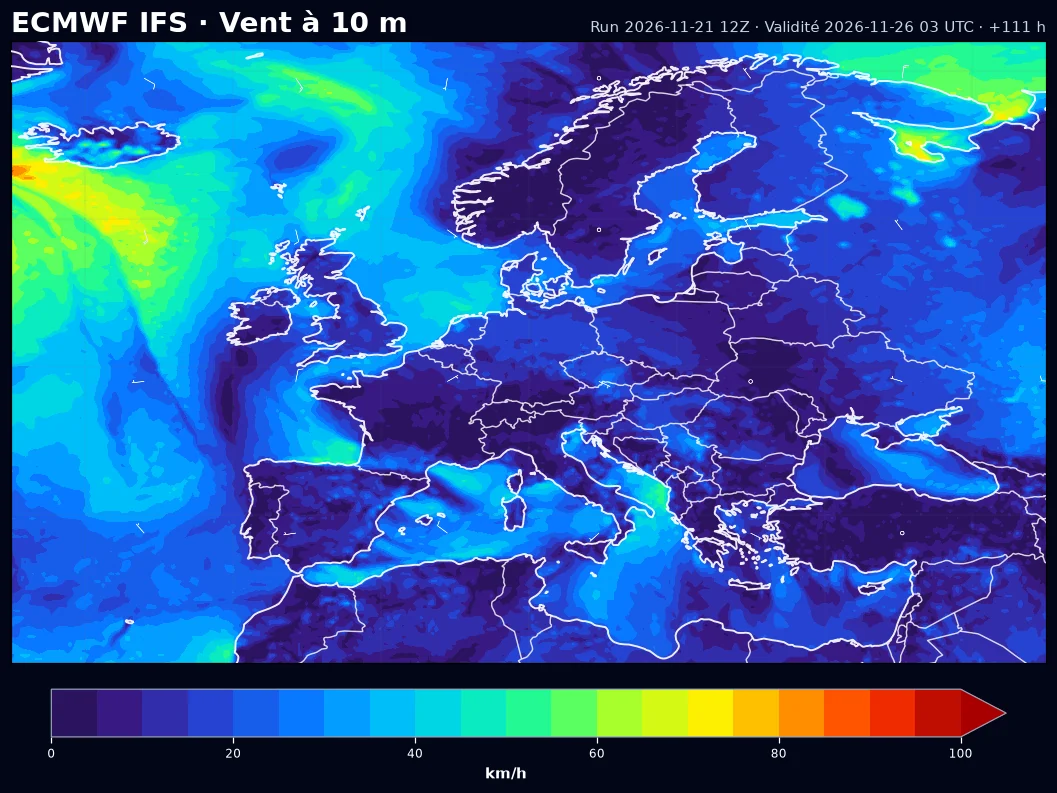 ECMWF IFS · Vent à 10 m
Run 2026-11-21 12Z · Validité 2026-11-26 03 UTC · +111 h
0 20 40 60 80 100
km/h